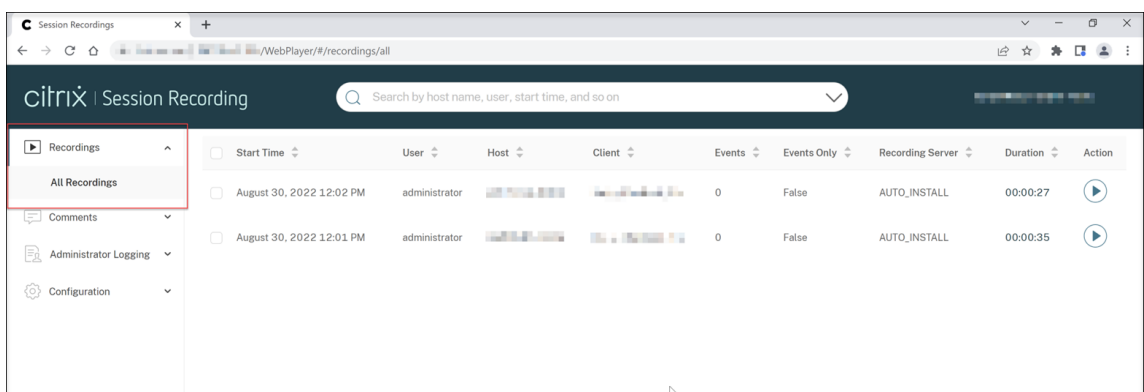 Session Recordings
/WebPlayer/#/recordings/all
citrix | Session Recording
Search by host name, user, start time, and so on
Recordings
All Recordings
Comments
Administrator Logging
Configuration
Start Time User Host Client Events Events Only Recording Server Duration Action
August 30, 2022 12:02 PM administrator 0 False AUTO_INSTALL 00:00:27
August 30, 2022 12:01 PM administrator 0 False AUTO_INSTALL 00:00:35